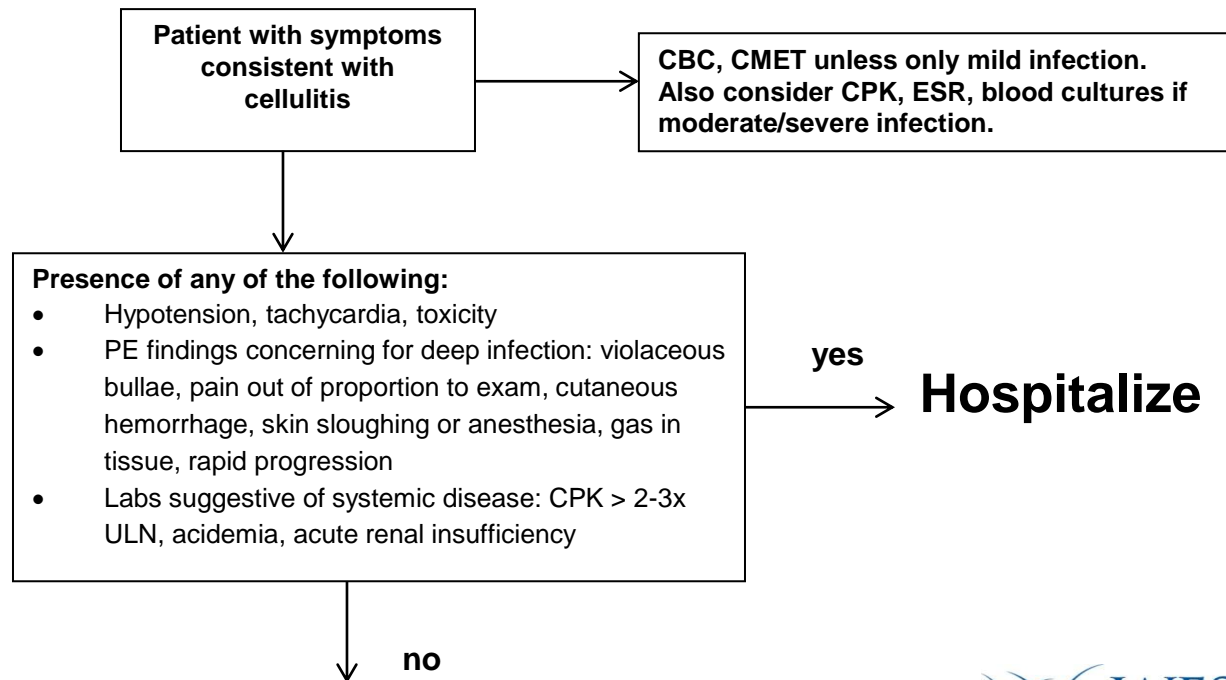 Patient with symptoms
consistent with
cellulitis
CBC, CMET unless only mild infection.
Also consider CPK, ESR, blood cultures if
moderate/severe infection.
Presence of any of the following:
• Hypotension, tachycardia, toxicity
• PE findings concerning for deep infection: violaceous
bullae, pain out of proportion to exam, cutaneous
hemorrhage, skin sloughing or anesthesia, gas in
tissue, rapid progression
• Labs suggestive of systemic disease: CPK > 2-3x
ULN, acidemia, acute renal insufficiency
yes
Hospitalize
no